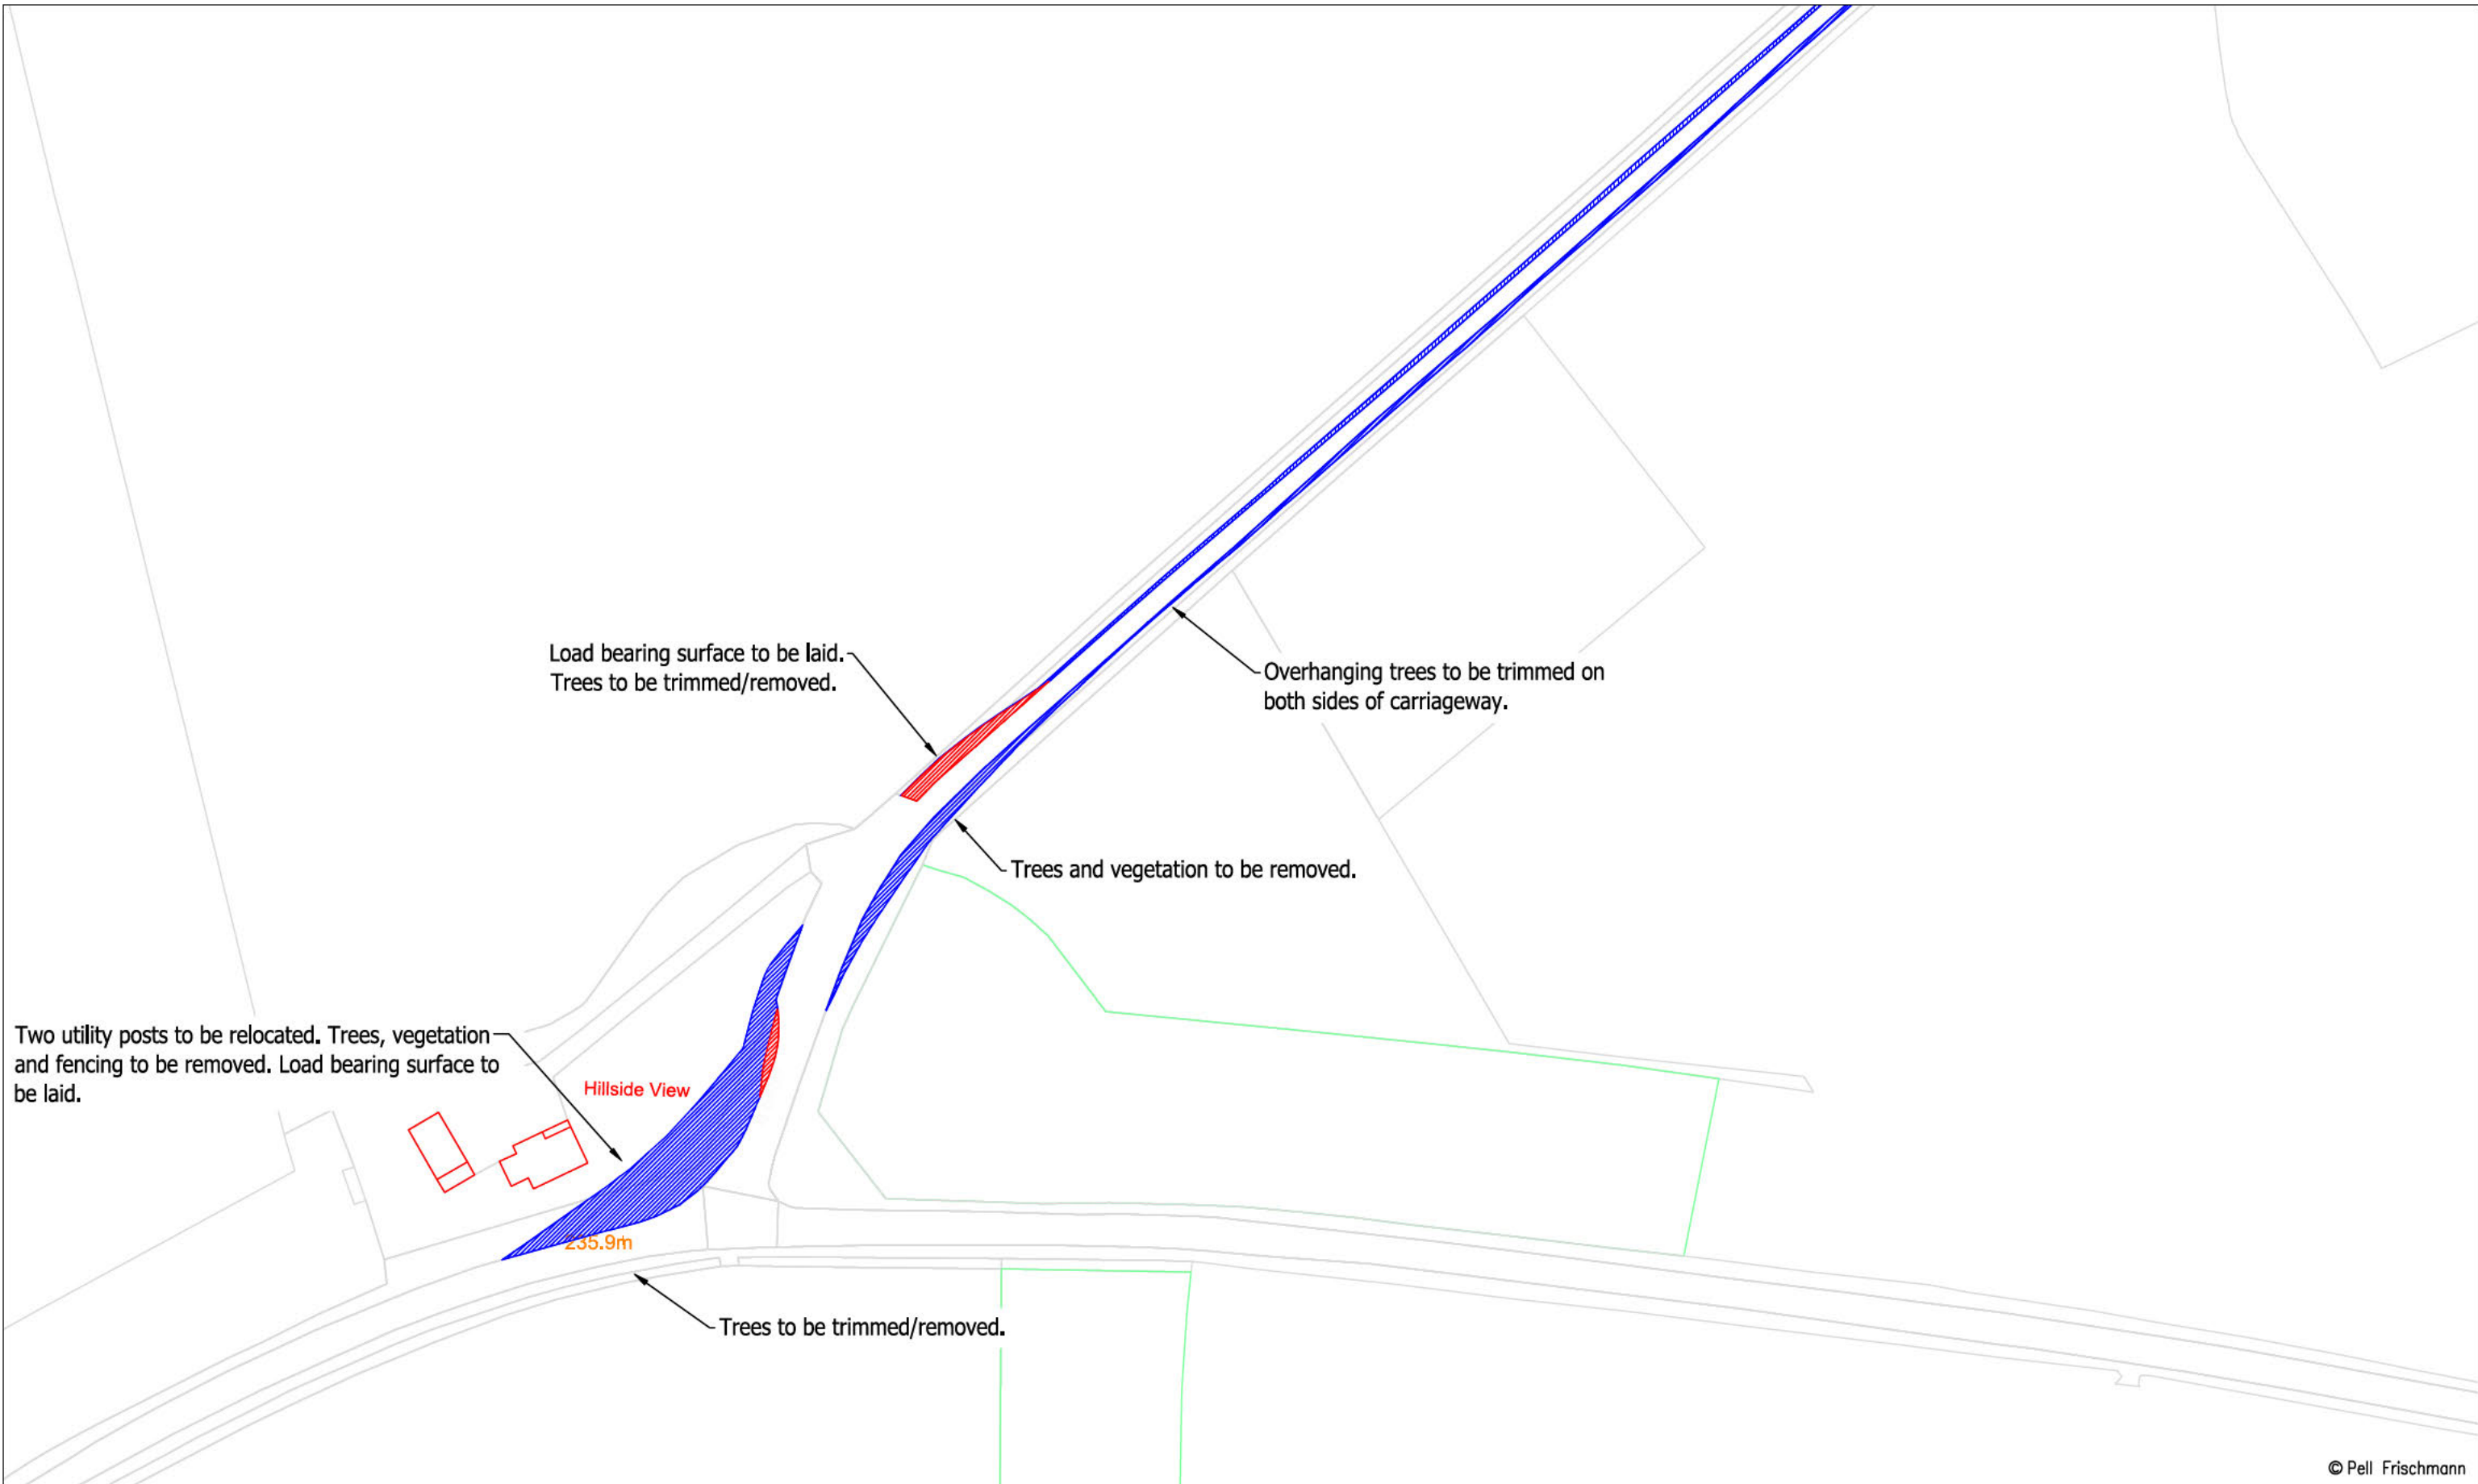 Load bearing surface to be laid.
Trees to be trimmed/removed.
Overhanging trees to be trimmed on
both sides of carriageway.
Trees and vegetation to be removed.
Two utility posts to be relocated. Trees, vegetation
and fencing to be removed. Load bearing surface to
be laid.
Hillside View
235.9m
Trees to be trimmed/removed.
© Pell Frischmann